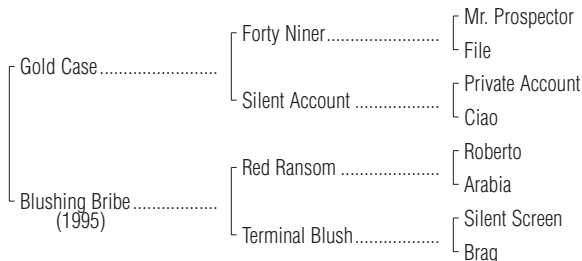 Mr. Prospector
Forty Niner........................
File
Gold Case........................
Private Account
Silent Account ..................
Ciao
Roberto
Red Ransom .....................
Arabia
Blushing Bribe.................
(1995)
Silent Screen
Terminal Blush..................
Brag